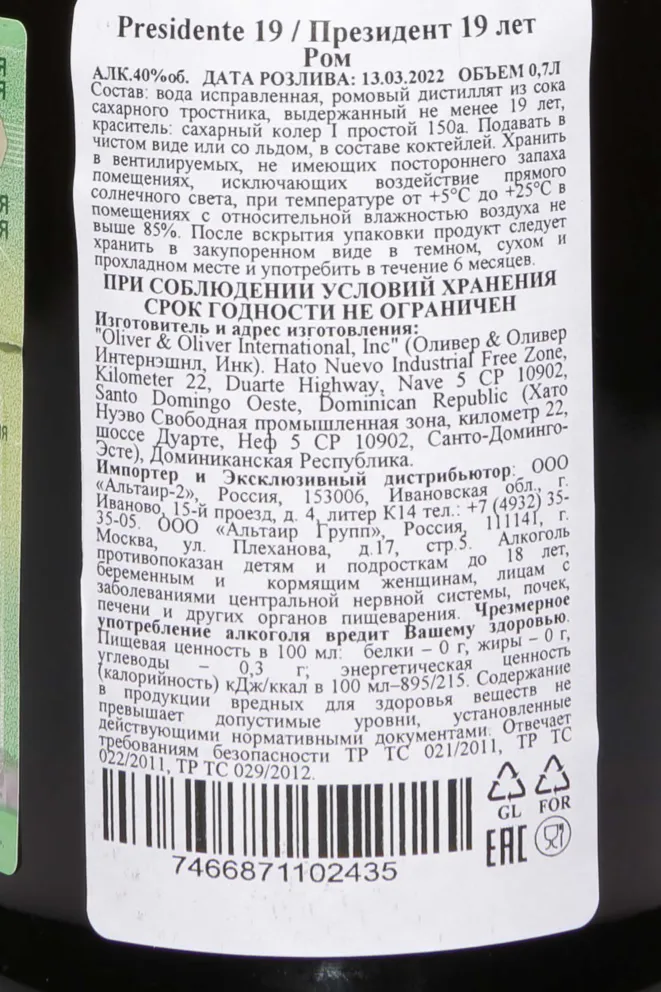 Presidente 19 / Президент 19 лет
Ром
АЛК.40%об. ДАТА РОЗЛИВА: 13.03.2022 ОБЪЕМ 0,7Л
Состав: вода исправленная, ромовый дистиллят из сока
сахарного тростника, выдержанный не менее 19 лет,
краситель: сахарный колер I простой 150a. Подавать в
чистом виде или со льдом, в составе коктейлей. Хранить
в вентилируемых, не имеющих постороннего запаха
помещениях, исключающих воздействие прямого
солнечного света, при температуре от +5°С до +25°С в
помещениях с относительной влажностью воздуха не
выше 85%. После вскрытия упаковки продукт следует
хранить в закупоренном виде в темном, сухом и
прохладном месте и употребить в течение 6 месяцев.
ПРИ СОБЛЮДЕНИИ УСЛОВИЙ ХРАНЕНИЯ
СРОК ГОДНОСТИ НЕ ОГРАНИЧЕН
Изготовитель и адрес изготовления:
"Oliver & Oliver International, Inc" (Оливер & Оливер
Интернэшнл, Инк). Hato Nuevo Industrial Free Zone,
Kilometer 22, Duarte Highway, Nave 5 CP 10902,
Santo Domingo Oeste, Dominican Republic (Хато
Нуэво Свободная промышленная зона, километр 22,
шоссе Дуарте, Неф 5 CP 10902, Санто-Доминго-
Эсте), Доминиканская Республика.
Импортер и Эксклюзивный дистрибьютор: ООО
«Альтаир-2», Россия, 153006, Ивановская обл., г.
Иваново, 15-й проезд, д. 4, литер К14 тел.: +7 (4932) 35-
35-05. ООО «Альтаир Групп», Россия, 111141, г.
Москва, ул. Плеханова, д.17, стр.5. Алкоголь
противопоказан детям и подросткам до 18 лет,
беременным и кормящим женщинам, лицам с
заболеваниями центральной нервной системы, почек,
печени и других органов пищеварения. Чрезмерное
употребление алкоголя вредит Вашему здоровью.
Пищевая ценность в 100 мл: белки – 0 г, жиры – 0 г,
углеводы – 0,3 г; энергетическая ценность
(калорийность) кДж/ккал в 100 мл–895/215. Содержание
в продукции вредных для здоровья веществ не
превышает допустимые уровни, установленные
действующими нормативными документами. Отвечает
требованиям безопасности ТР ТС 021/2011, ТР ТС
022/2011, ТР ТС 029/2012.
GL FOR
EAC
7466871102435